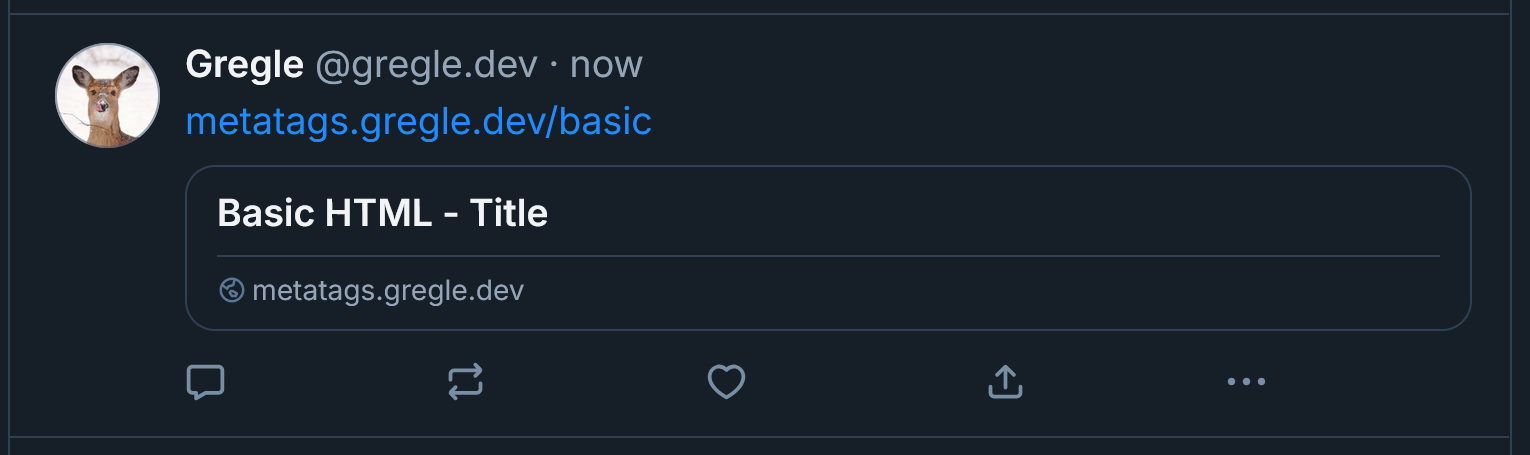 Gregle @gregle.dev · now
metatags.gregle.dev/basic
Basic HTML - Title
metatags.gregle.dev